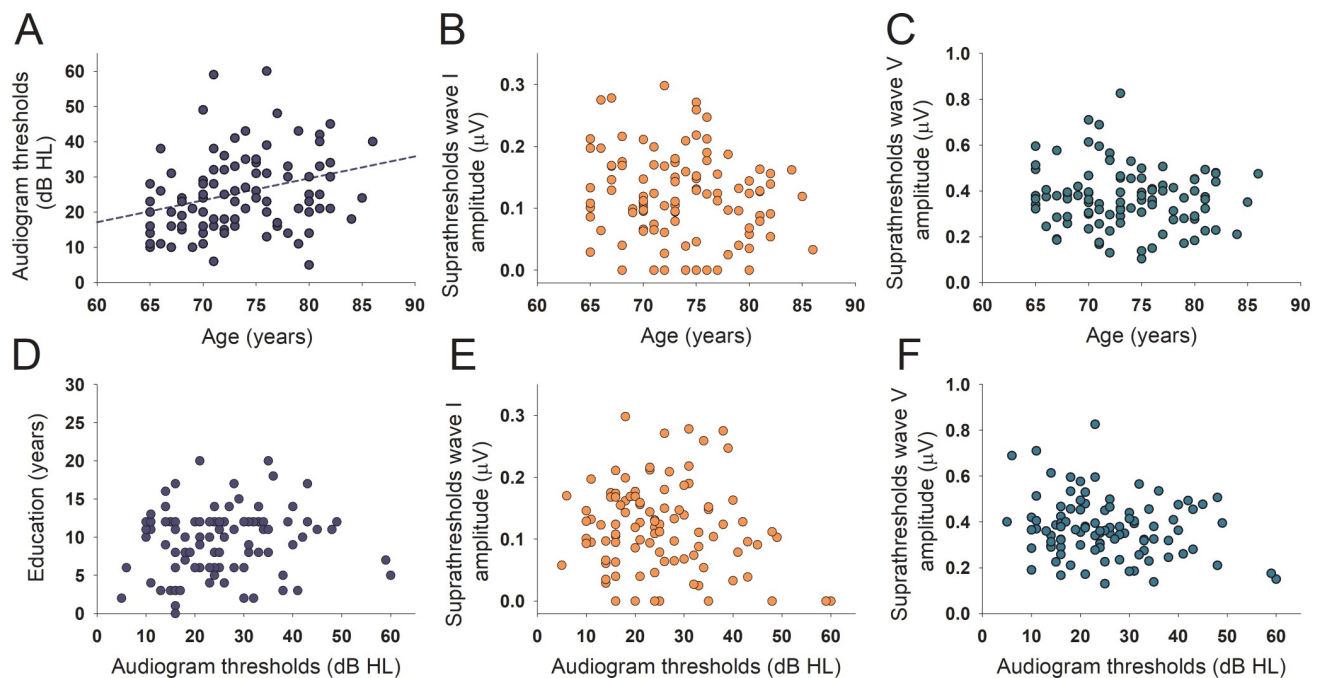 A
Audiogram thresholds
(dB HL)
60
50
40
30
20
10
0
60 65 70 75 80 85 90
Age (years)
B
Suprathresholds wave I
amplitude (μV)
0.3
0.2
0.1
0.0
60 65 70 75 80 85 90
Age (years)
C
Suprathresholds wave V
amplitude (μV)
1.0
0.8
0.6
0.4
0.2
0.0
60 65 70 75 80 85 90
Age (years)
D
Education (years)
30
25
20
15
10
5
0
0 10 20 30 40 50 60
Audiogram thresholds (dB HL)
E
Suprathresholds wave I
amplitude (μV)
0.3
0.2
0.1
0.0
0 10 20 30 40 50 60
Audiogram thresholds (dB HL)
F
Suprathresholds wave V
amplitude (μV)
1.0
0.8
0.6
0.4
0.2
0.0
0 10 20 30 40 50 60
Audiogram thresholds (dB HL)